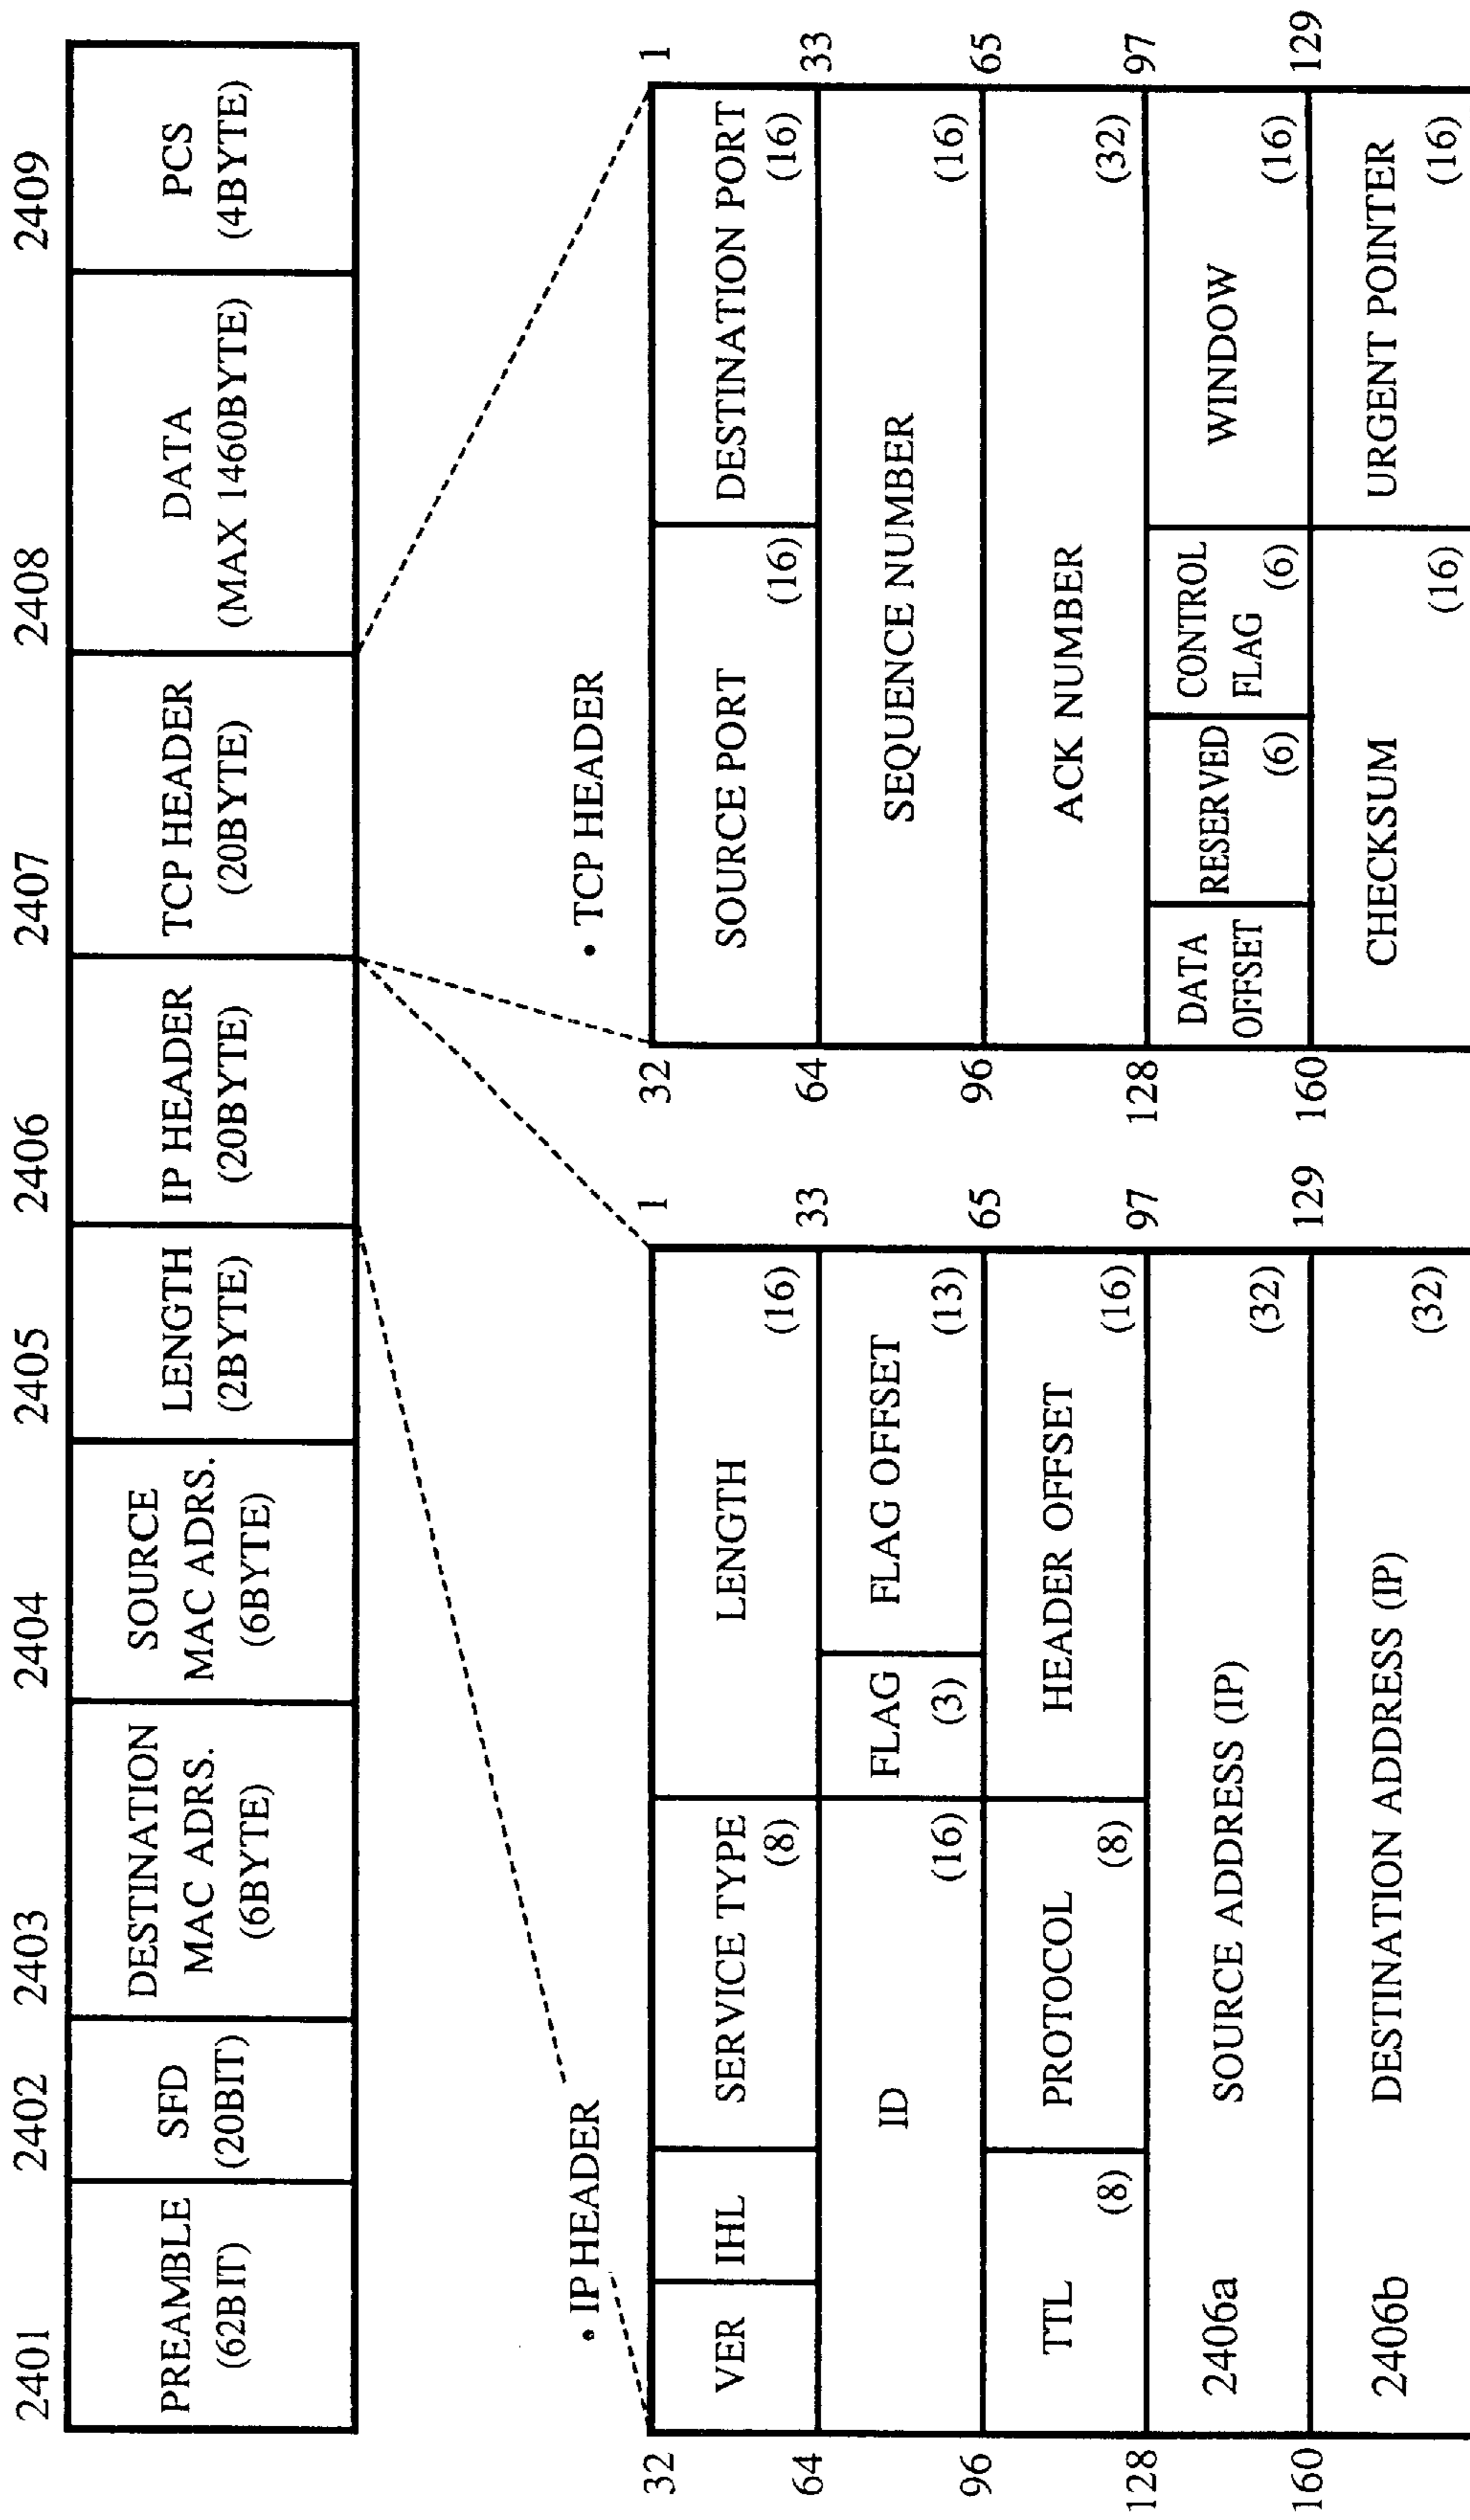 2401 2402 2403 2404 2405 2406 2407 2408 2409
PREAMBLE
(62BIT)
SFD
(20BIT)
DESTINATION
MAC ADRS.
(6BYTE)
SOURCE
MAC ADRS.
(6BYTE)
LENGTH
(2BYTE)
IP HEADER
(20BYTE)
TCP HEADER
(20BYTE)
DATA
(MAX 1460BYTE)
PCS
(4BYTE)
• IP HEADER
32 VER IHL SERVICE TYPE (8) LENGTH (16) 1
64 ID (16) FLAG (3) FLAG OFFSET (13) 33
96 TTL (8) PROTOCOL (8) HEADER OFFSET (16) 65
128 2406a SOURCE ADDRESS (IP) (32) 97
160 2406b DESTINATION ADDRESS (IP) (32) 129
• TCP HEADER
32 SOURCE PORT (16) DESTINATION PORT (16) 1
64 SEQUENCE NUMBER (16) 33
96 ACK NUMBER (32) 65
128 DATA OFFSET RESERVED (6) CONTROL FLAG (6) WINDOW (16) 97
160 CHECKSUM (16) URGENT POINTER (16) 129